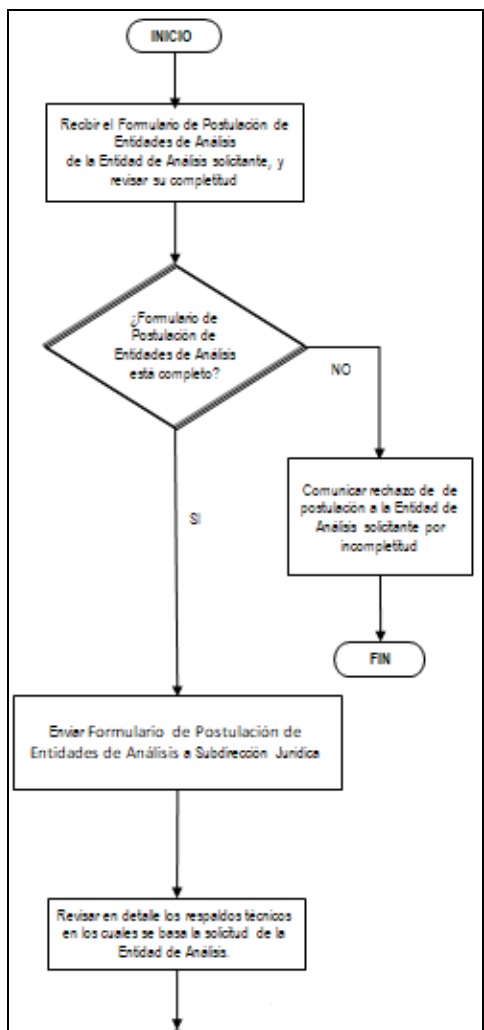 INICIO
Recibir el Formulario de Postulación de
Entidades de Análisis
de la Entidad de Análisis solicitante, y
revisar su completitud
¿Formulario de
Postulación de
Entidades de Análisis
está completo?
NO
Comunicar rechazo de de
postulación a la Entidad de
Análisis solicitante por
incompletitud
SI
FIN
Enviar Formulario de Postulación de
Entidades de Análisis a Subdirección Jurídica
Revisar en detalle los respaldos técnicos
en los cuales se basa la solicitud de la
Entidad de Análisis.